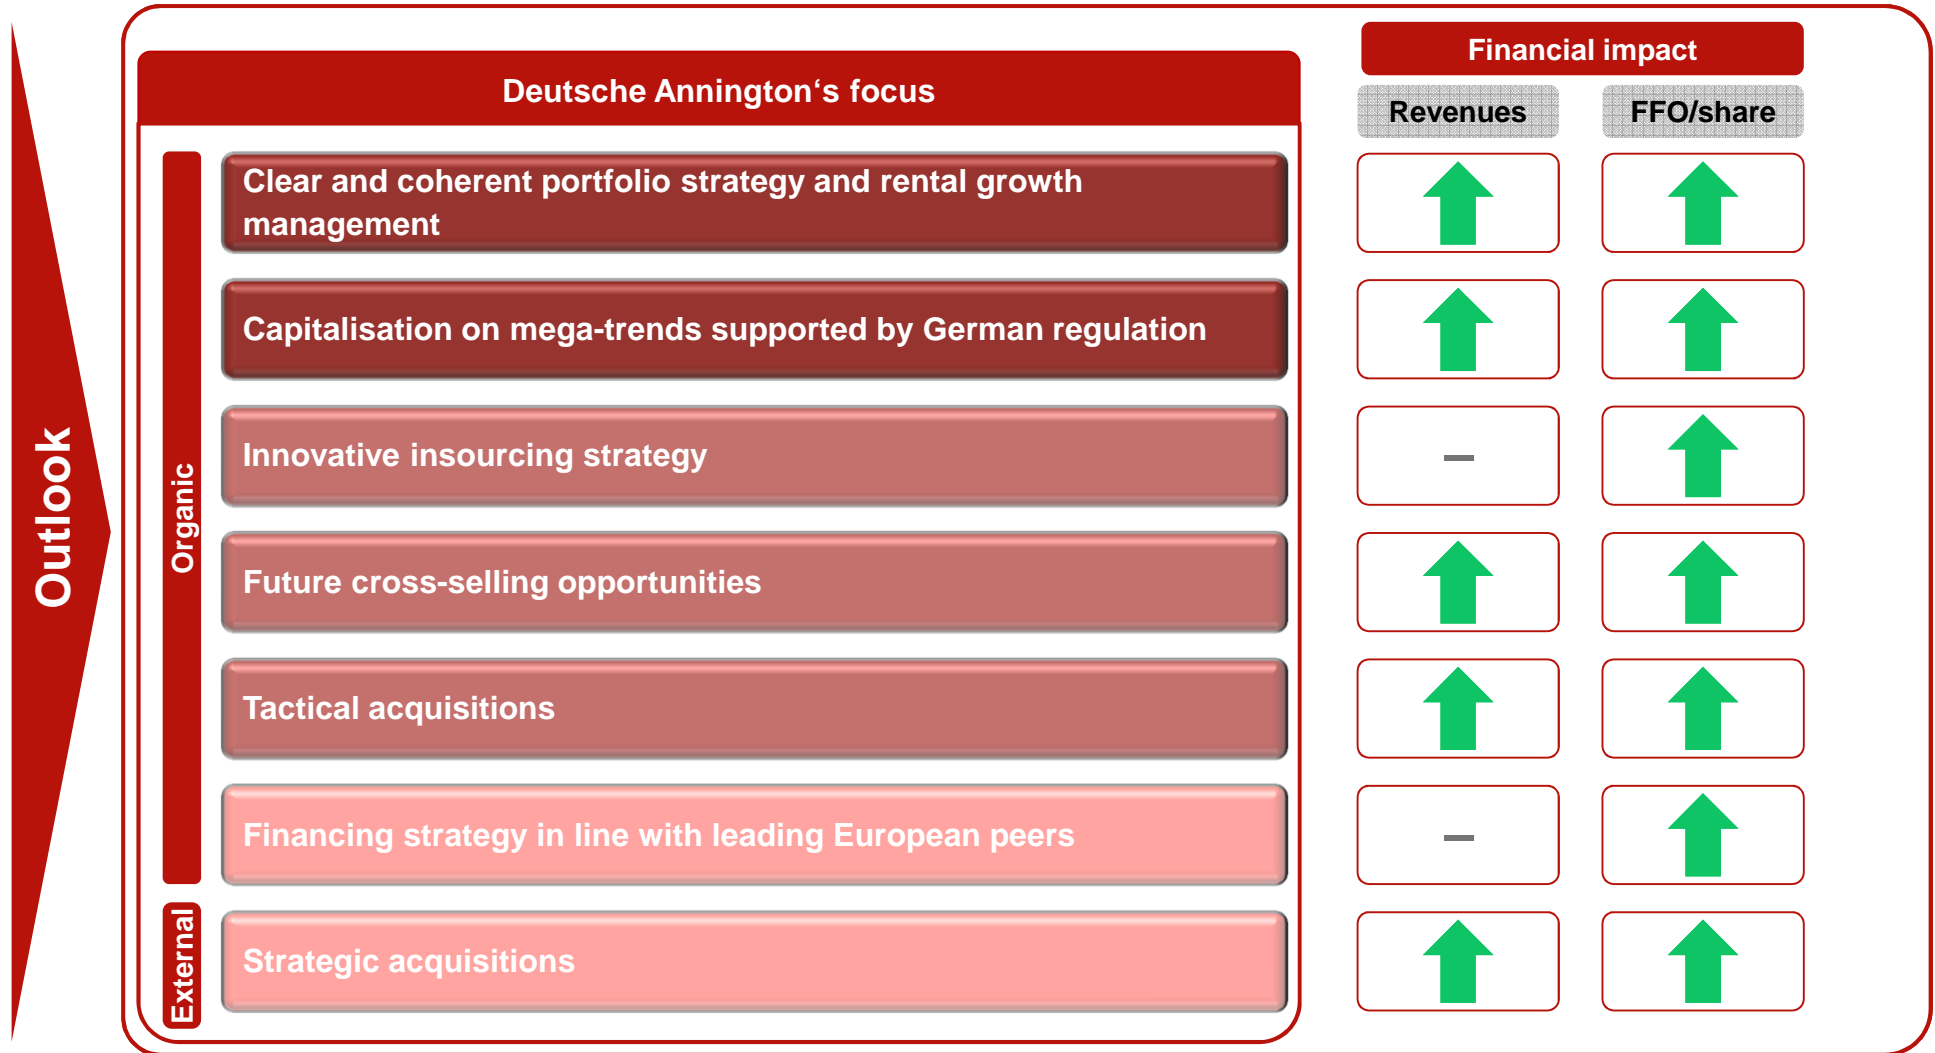 Outlook
Deutsche Annington‘s focus
Financial impact
Revenues
FFO/share
Organic
Clear and coherent portfolio strategy and rental growth
management
Capitalisation on mega-trends supported by German regulation
Innovative insourcing strategy
–
Future cross-selling opportunities
Tactical acquisitions
Financing strategy in line with leading European peers
–
External
Strategic acquisitions